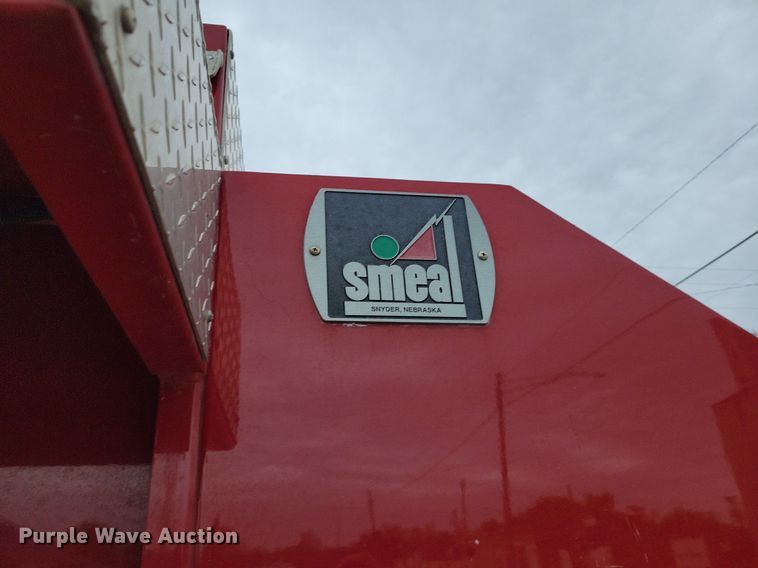 smeal
SNYDER, NEBRASKA
Purple Wave Auction